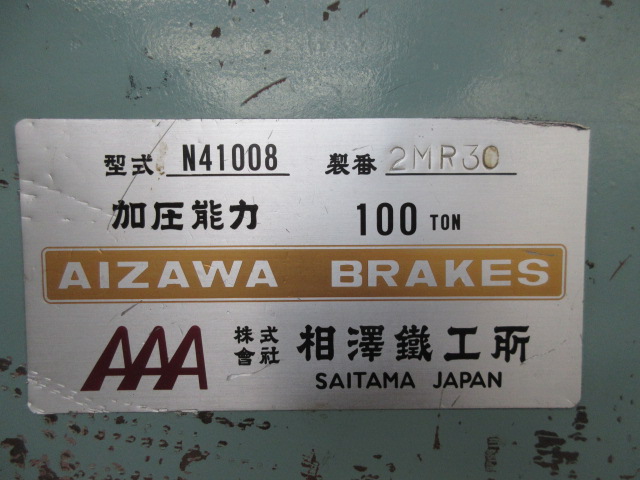 型式 N41008 製番 2MR30
加圧能力 100 TON
AIZAWA BRAKES
AAA 株式會社 相澤鐵工所
SAITAMA JAPAN